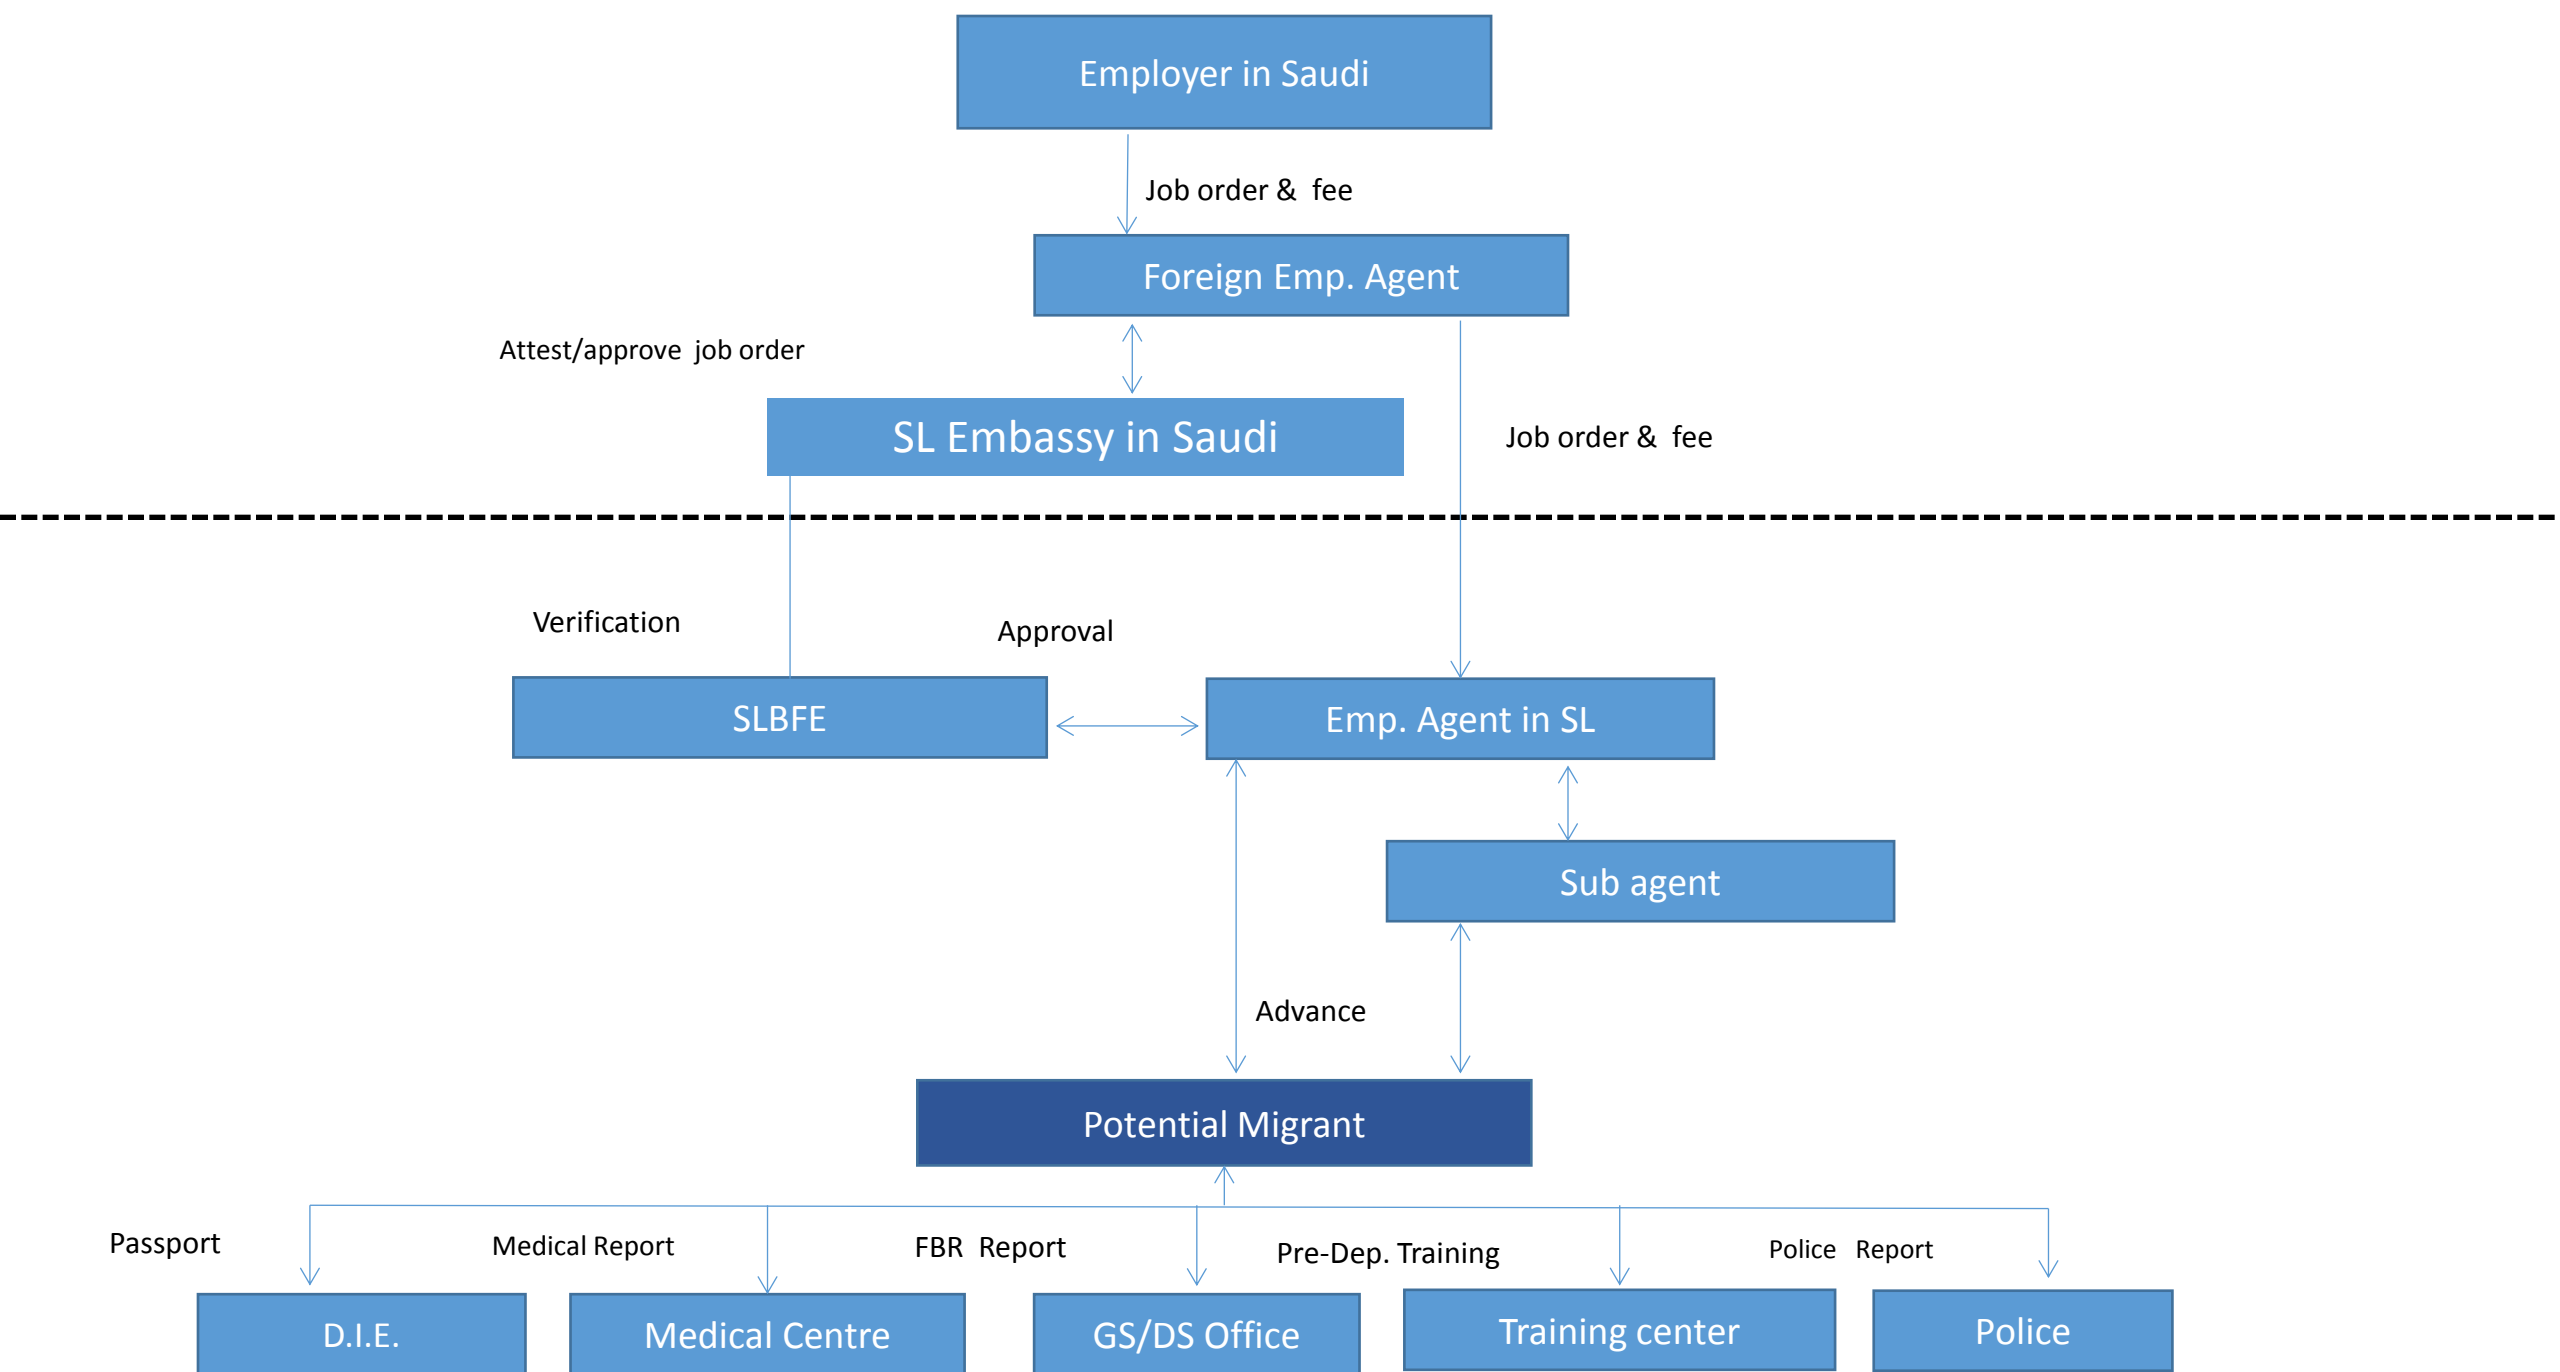 Employer in Saudi
Job order & fee
Foreign Emp. Agent
Attest/approve job order
SL Embassy in Saudi
Job order & fee
Verification
Approval
SLBFE
Emp. Agent in SL
Sub agent
Advance
Potential Migrant
Passport
Medical Report
FBR Report
Pre-Dep. Training
Police Report
D.I.E.
Medical Centre
GS/DS Office
Training center
Police